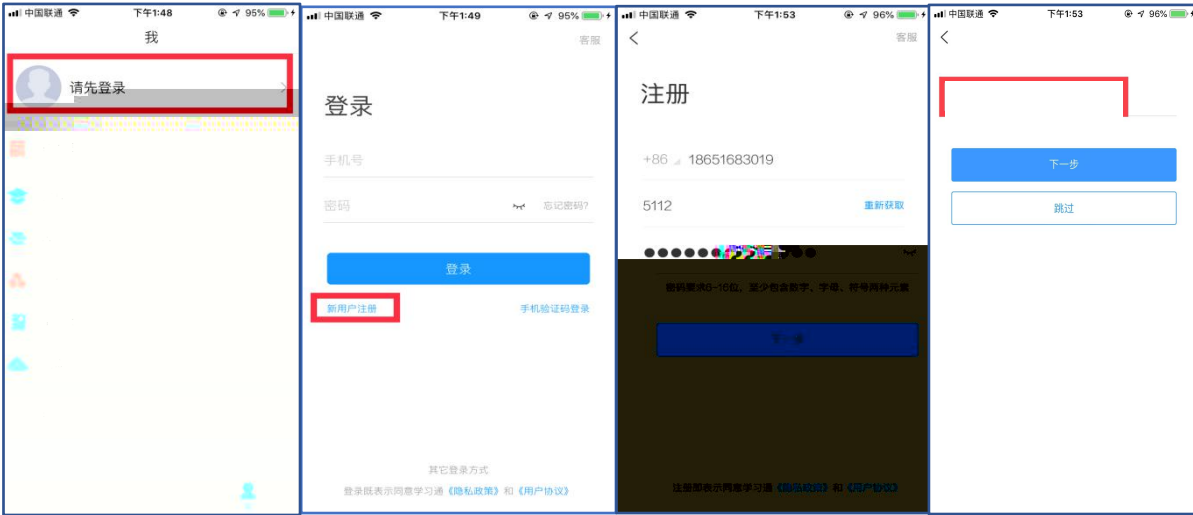 中国联通
下午1:48
95%
我
请先登录
中国联通
下午1:49
95%
客服
登录
手机号
密码
忘记密码?
登录
新用户注册
手机验证码登录
其它登录方式
登录既表示同意学习通《隐私政策》和《用户协议》
中国联通
下午1:53
96%
客服
注册
+86 18651683019
5112
重新获取
密码要求6-16位，至少包含数字、字母、符号两种元素
下一步
注册即表示同意学习通《隐私政策》和《用户协议》
中国联通
下午1:53
96%
下一步
跳过